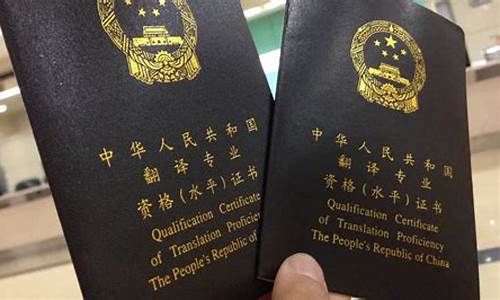 中华人民共和国
翻译专业
资格(水平)证书
Qualification Certificate
of Translation Proficiency
The People's Republic of
中华人民共和国
翻译专业
资格(水平)证书
Qualification Certificate
of Translation Proficiency
The People's Republic of China